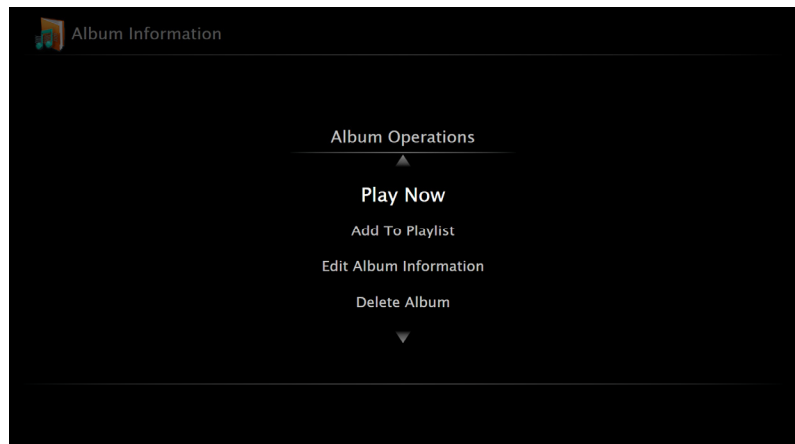 Album Information
Album Operations
Play Now
Add To Playlist
Edit Album Information
Delete Album